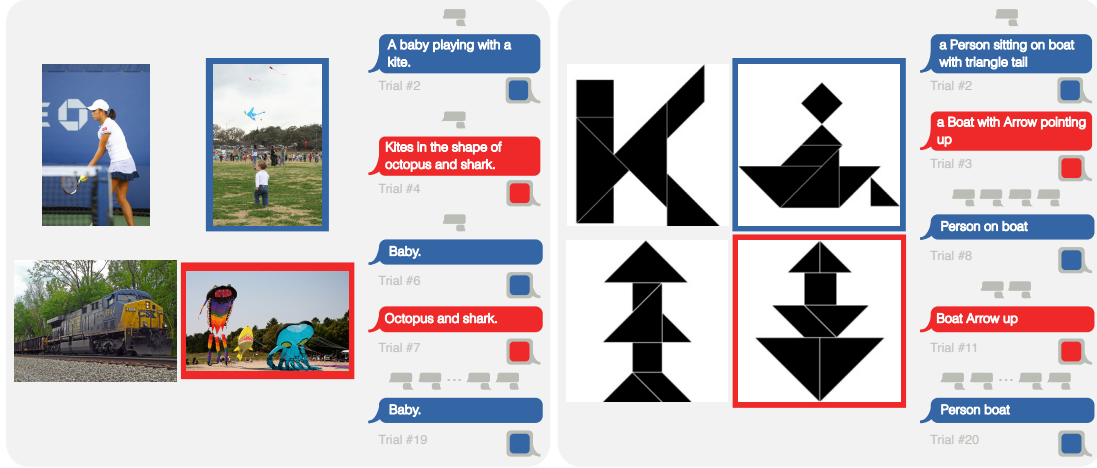 A baby playing with a
kite.
Trial #2
Kites in the shape of
octopus and shark.
Trial #4
Baby.
Trial #6
Octopus and shark.
Trial #7
...
Baby.
Trial #19
a Person sitting on boat
with triangle tail
Trial #2
a Boat with Arrow pointing
up
Trial #3
Person on boat
Trial #8
Boat Arrow up
Trial #11
...
Person boat
Trial #20